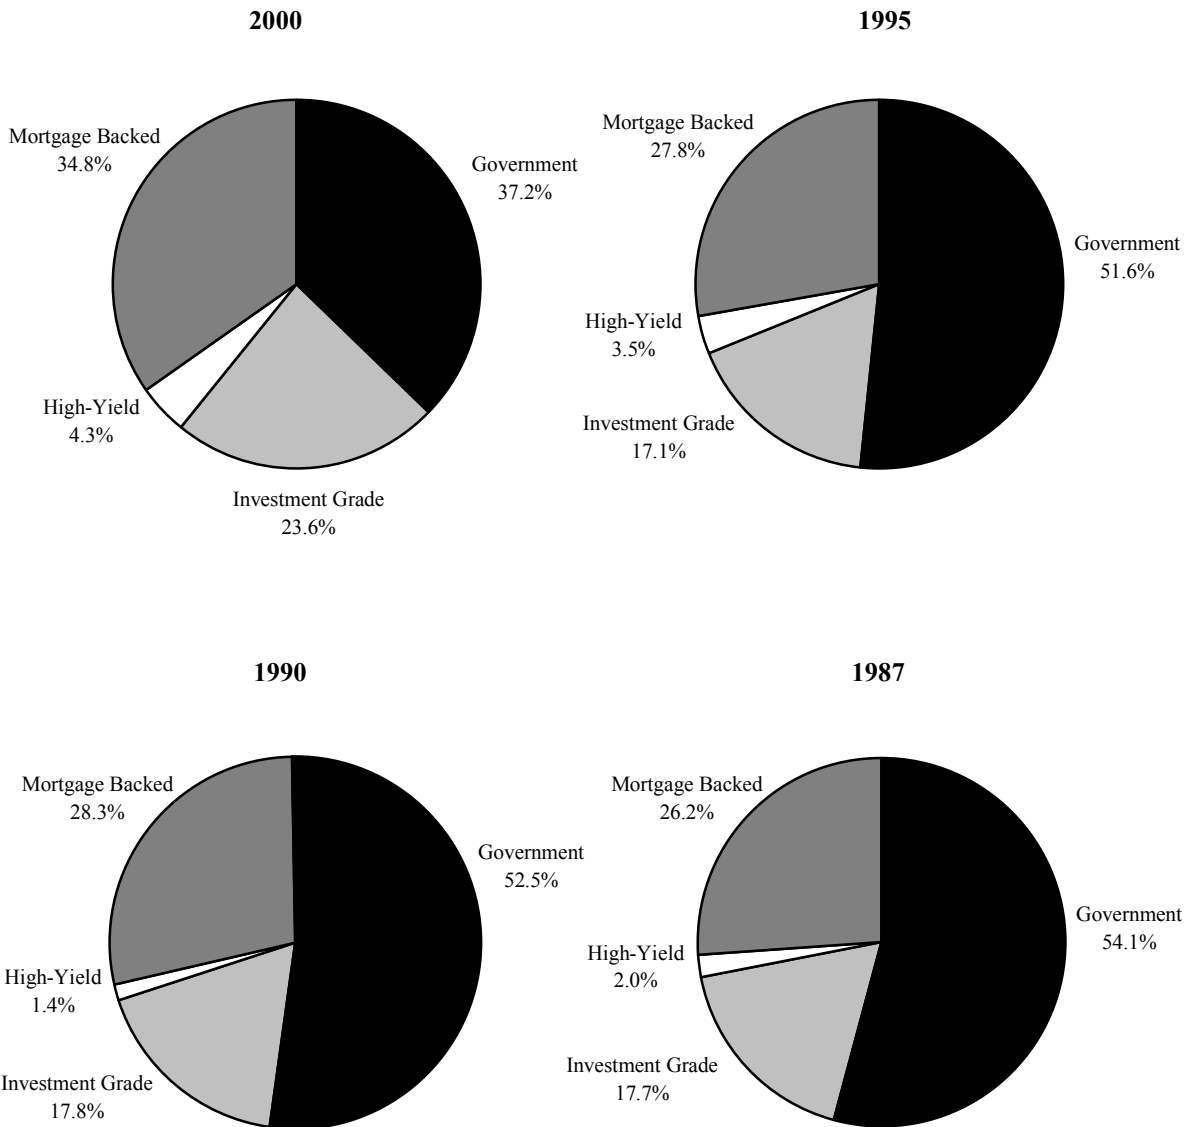 2000
Mortgage Backed
34.8%
Government
37.2%
High-Yield
4.3%
Investment Grade
23.6%
1995
Mortgage Backed
27.8%
Government
51.6%
High-Yield
3.5%
Investment Grade
17.1%
1990
Mortgage Backed
28.3%
Government
52.5%
High-Yield
1.4%
Investment Grade
17.8%
1987
Mortgage Backed
26.2%
Government
54.1%
High-Yield
2.0%
Investment Grade
17.7%